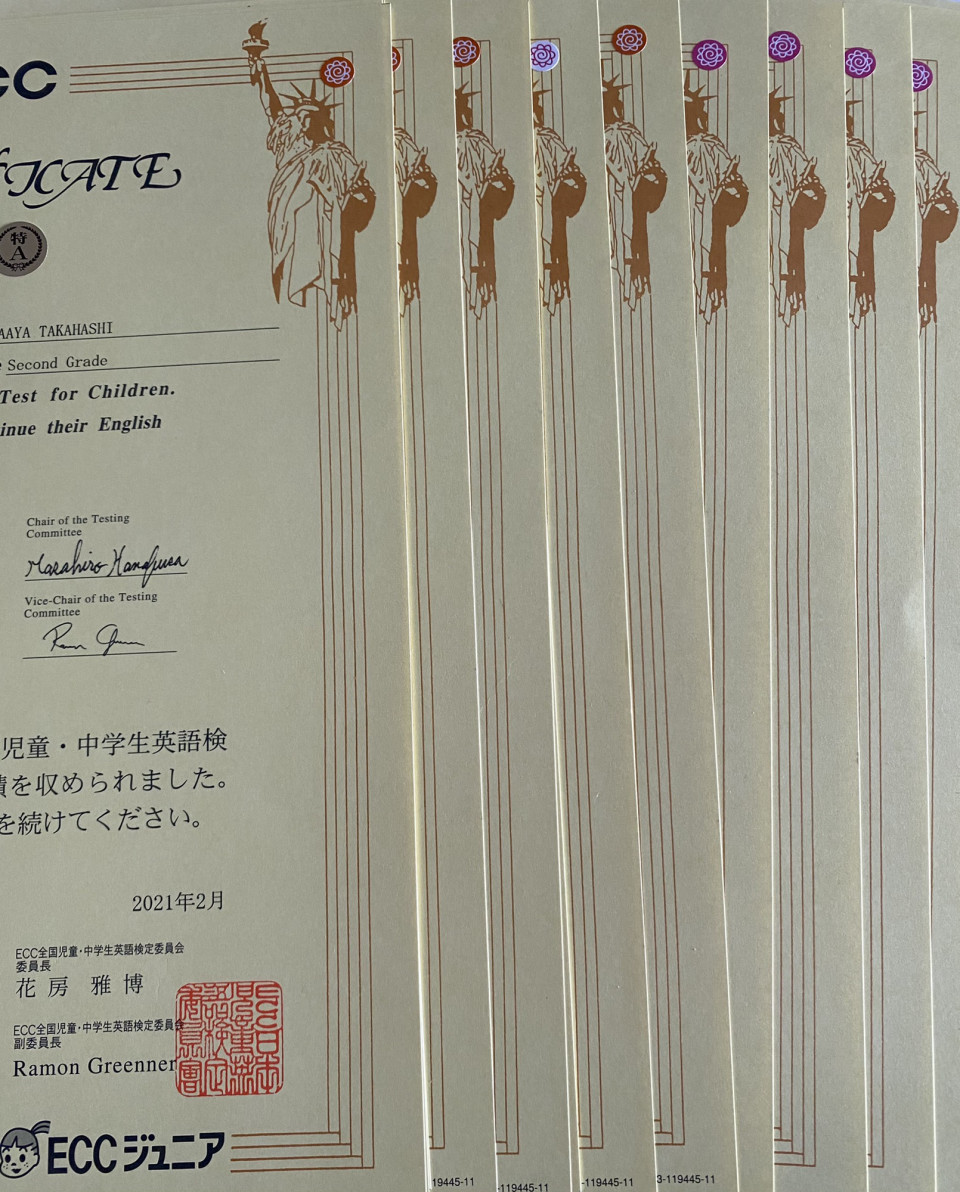 CC
ICATE
特
A
AAYA TAKAHASHI
Second Grade
Test for Children.
inue their English
Chair of the Testing
Committee
Masahiro Hanafusa
Vice-Chair of the Testing
Committee
児童・中学生英語検
績を収められました。
を続けてください。
2021年2月
ECC全国児童・中学生英語検定委員会
委員長
花房 雅博
ECC全国児童・中学生英語検定委員会
副委員長
Ramon Greenner
ECCジュニア
19445-11
-119445-11
-119445-11
3-119445-11